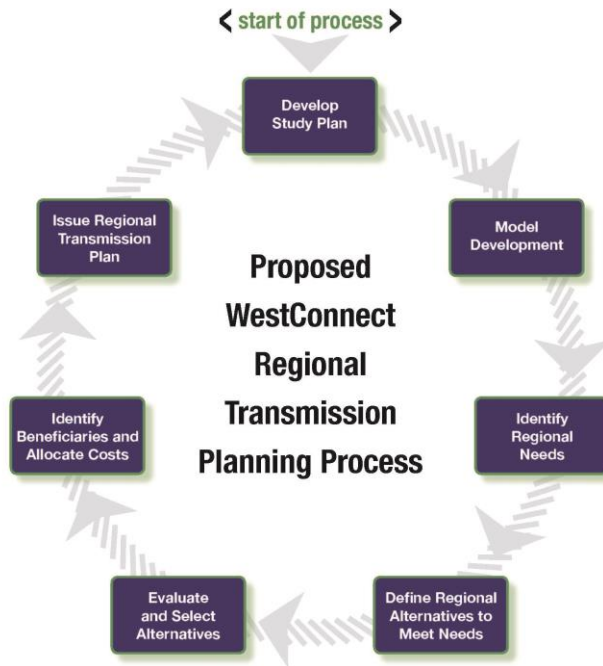 < start of process >
Develop
Study Plan
Model
Development
Identify
Regional
Needs
Define Regional
Alternatives to
Meet Needs
Evaluate
and Select
Alternatives
Identify
Beneficiaries and
Allocate Costs
Issue Regional
Transmission
Plan
Proposed
WestConnect
Regional
Transmission
Planning Process